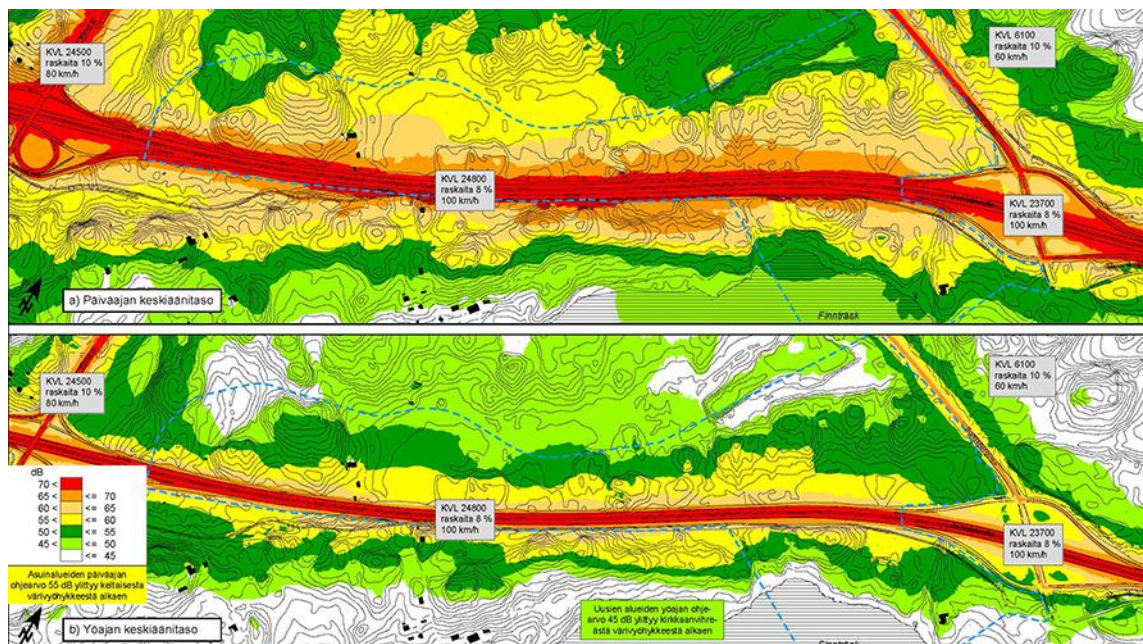 KVL 24500
raskaita 10 %
80 km/h
KVL 6100
raskaita 10 %
60 km/h
KVL 24800
raskaita 8 %
100 km/h
KVL 23700
raskaita 8 %
100 km/h
a) Päiväajan keskiäänitaso
Finnträsk
KVL 24500
raskaita 10 %
80 km/h
KVL 6100
raskaita 10 %
60 km/h
dB
70 <
65 < <= 70
60 < <= 65
55 < <= 60
50 < <= 55
45 < <= 50
<= 45
KVL 24800
raskaita 8 %
100 km/h
KVL 23700
raskaita 8 %
100 km/h
Asuinalueiden päiväajan
ohjearvo 55 dB ylittyy keltaisesta
värivyöhykkeestä alkaen
Uusien alueiden yöajan ohje-
arvo 45 dB ylittyy kirkkaanvihre-
ästä värivyöhykkeestä alkaen
b) Yöajan keskiäänitaso
Finnträsk